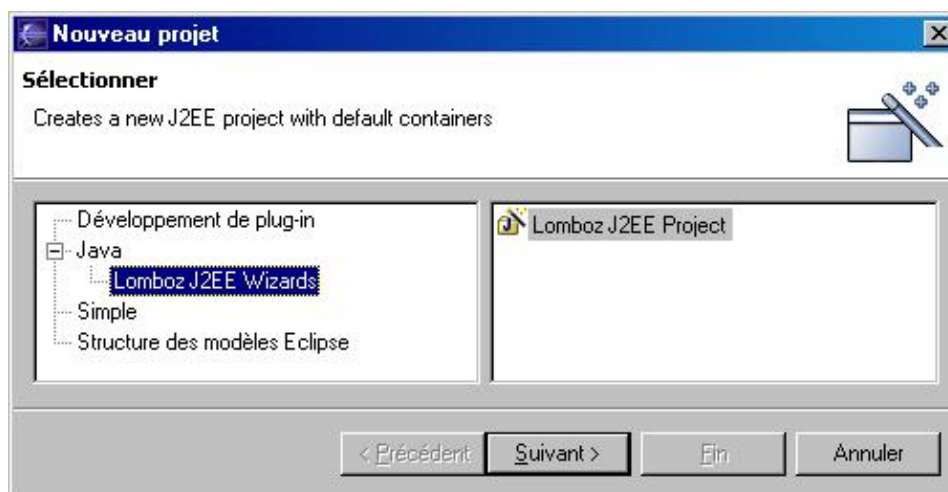 Nouveau projet
Sélectionner
Creates a new J2EE project with default containers
Développement de plug-in
Java
Lomboz J2EE Wizards
Simple
Structure des modèles Eclipse
Lomboz J2EE Project
< Précédent
Suivant >
Fin
Annuler